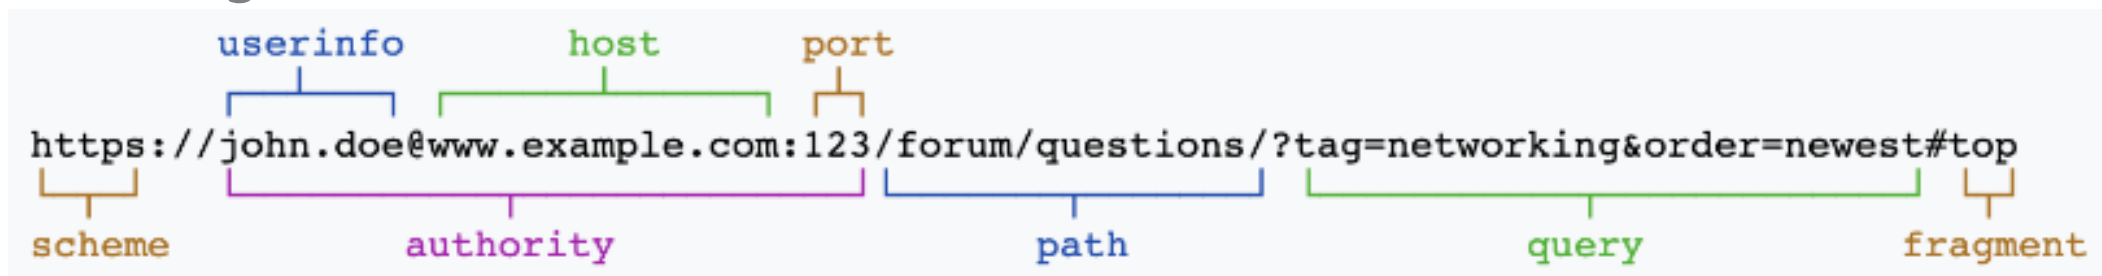 userinfo host port
https://john.doe@www.example.com:123/forum/questions/?tag=networking&order=newest#top
scheme authority path query fragment